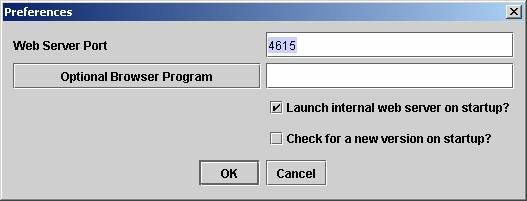 Preferences
Web Server Port
4615
Optional Browser Program
Launch internal web server on startup?
Check for a new version on startup?
OK Cancel